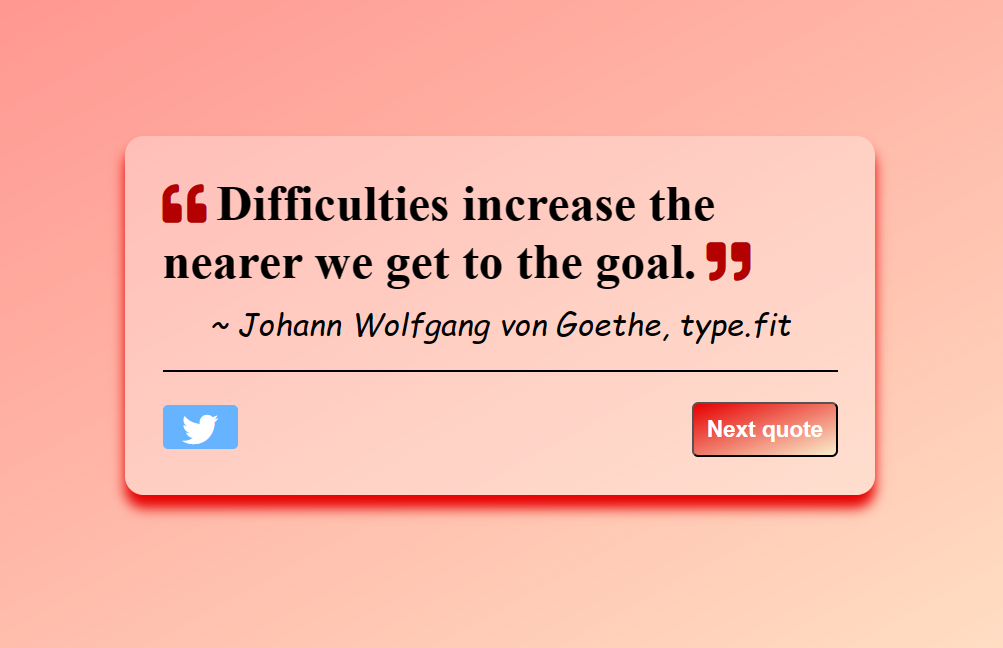 ❝ Difficulties increase the
nearer we get to the goal. ❞
~ Johann Wolfgang von Goethe, type.fit
Next quote